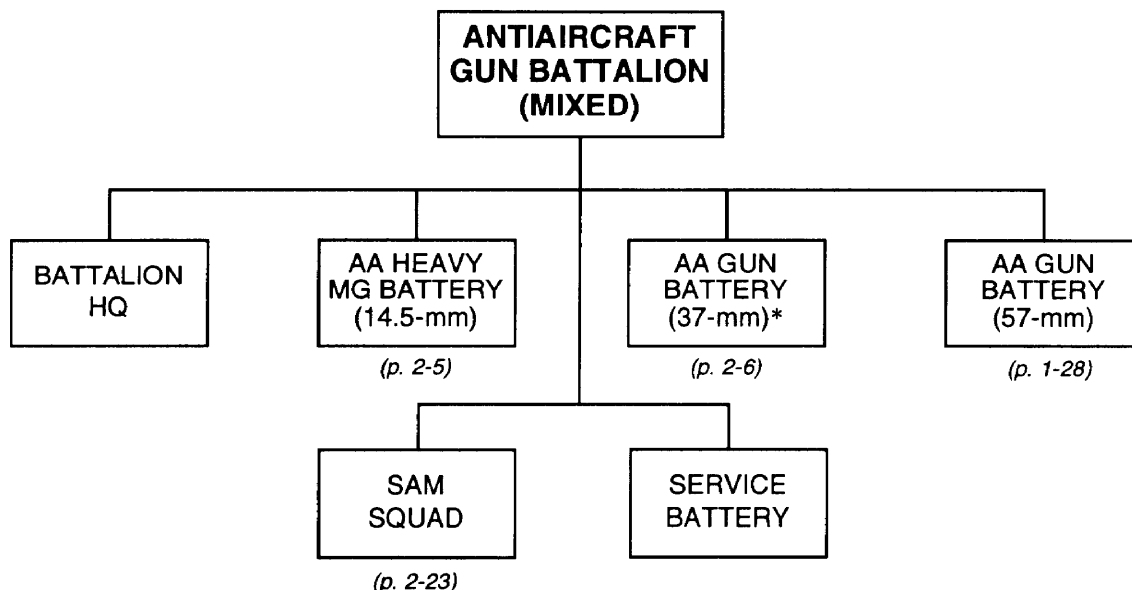 ANTIAIRCRAFT
GUN BATTALION
(MIXED)
BATTALION
HQ
AA HEAVY
MG BATTERY
(14.5-mm)
(p. 2-5)
AA GUN
BATTERY
(37-mm)*
(p. 2-6)
AA GUN
BATTERY
(57-mm)
(p. 1-28)
SAM
SQUAD
(p. 2-23)
SERVICE
BATTERY